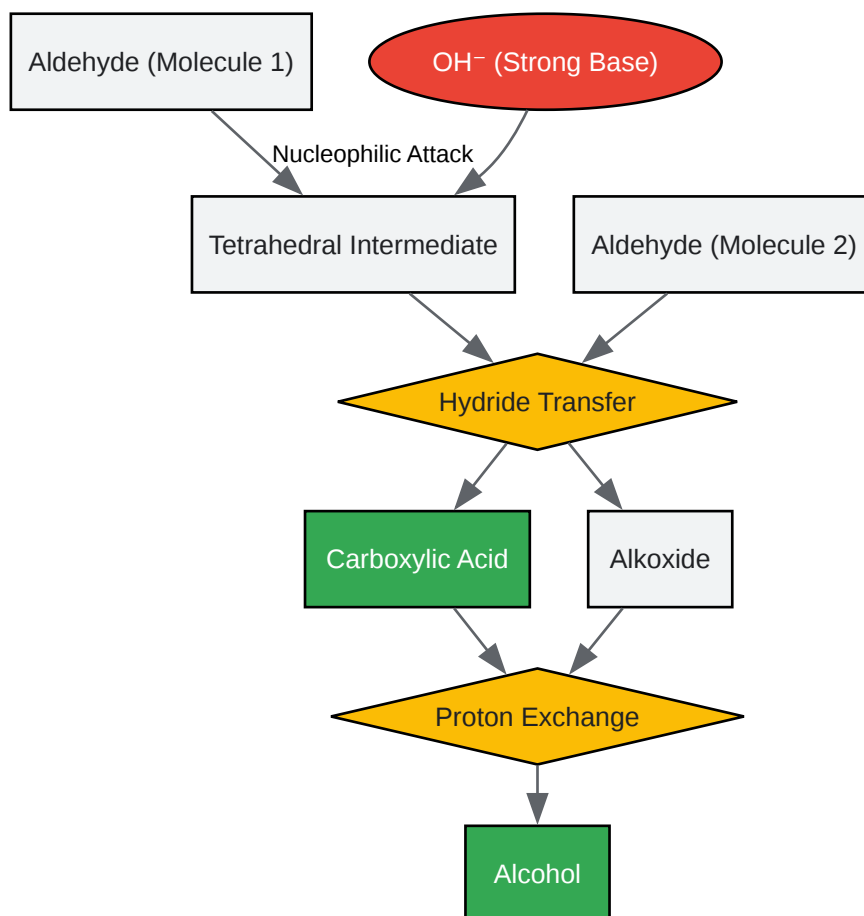 Aldehyde (Molecule 1)
OH⁻ (Strong Base)
Nucleophilic Attack
Tetrahedral Intermediate
Aldehyde (Molecule 2)
Hydride Transfer
Carboxylic Acid
Alkoxide
Proton Exchange
Alcohol